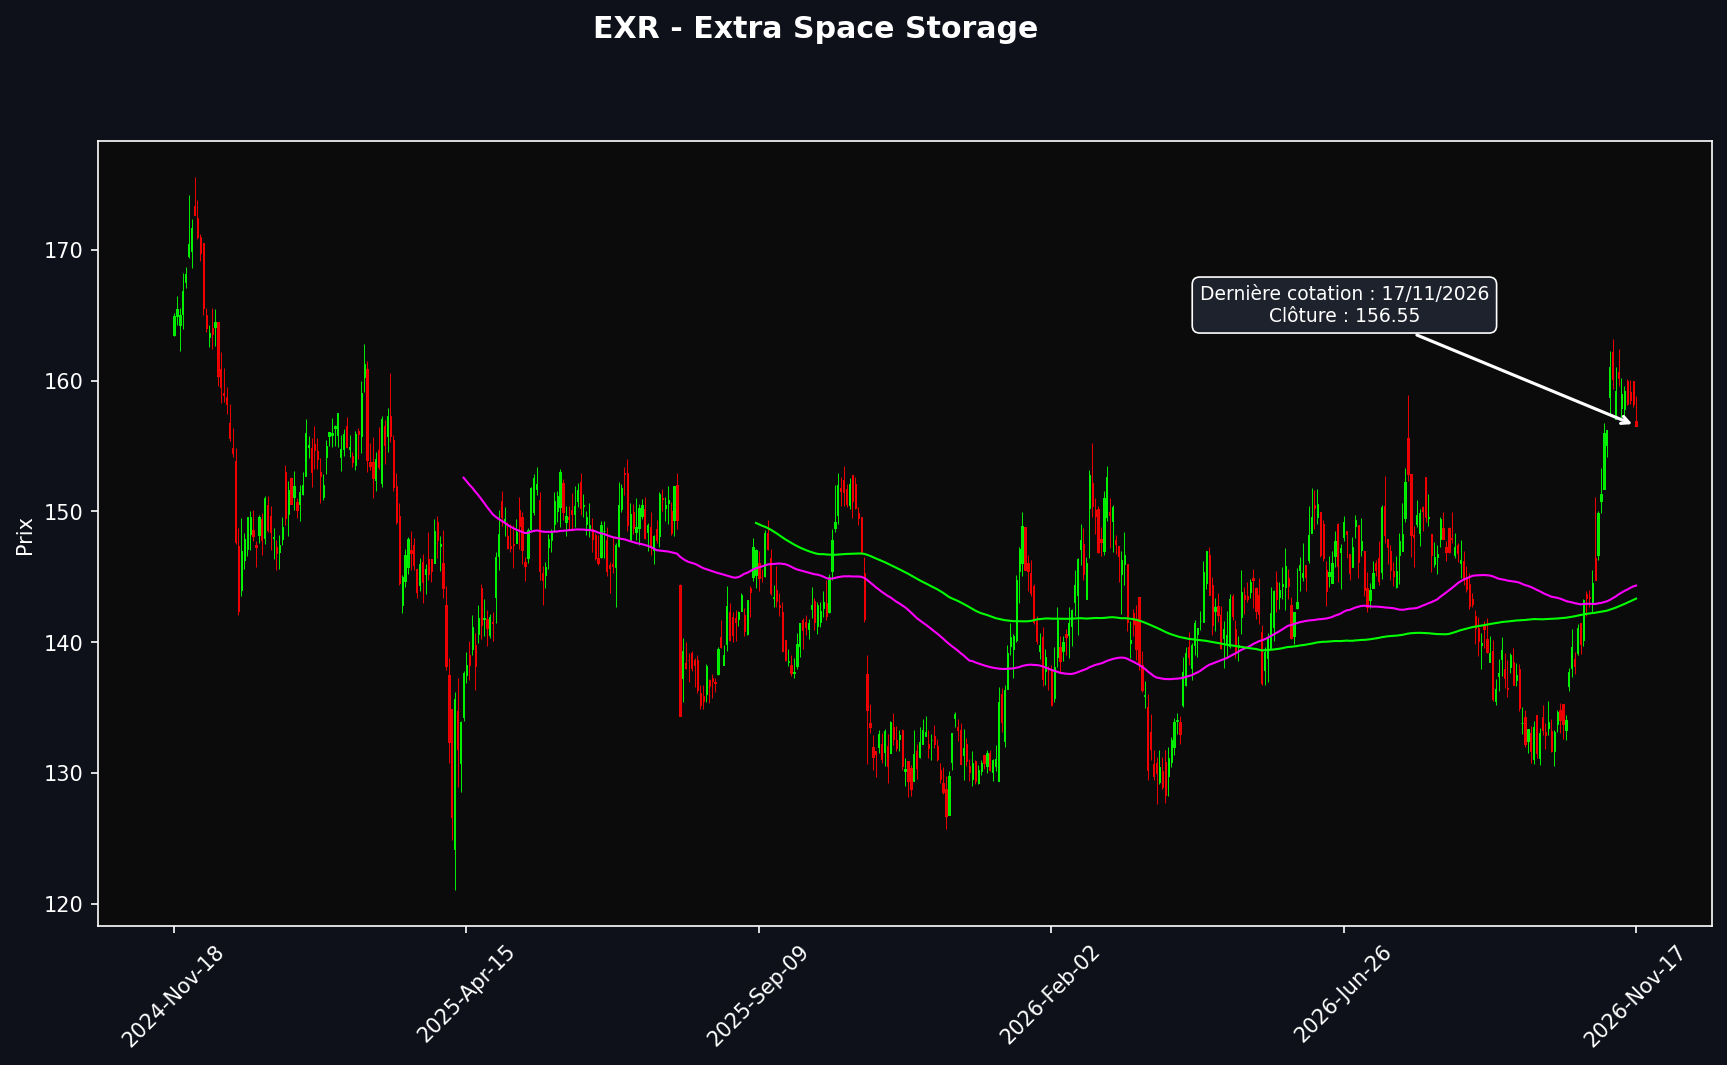 EXR - Extra Space Storage
Dernière cotation : 17/11/2026
Clôture : 156.55
Prix
170
160
150
140
130
120
2024-Nov-18
2025-Apr-15
2025-Sep-09
2026-Feb-02
2026-Jun-26
2026-Nov-17